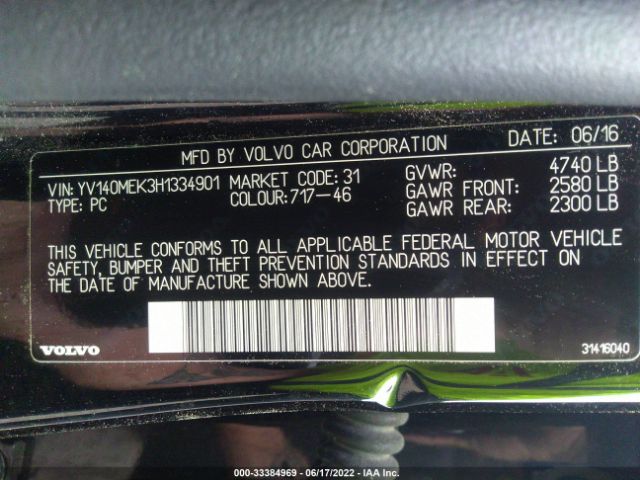 MFD BY VOLVO CAR CORPORATION DATE: 06/16
VIN: YV140MEK3H1334901 MARKET CODE: 31 GVWR: 4740 LB
TYPE: PC COLOUR: 717-46 GAWR FRONT: 2580 LB
GAWR REAR: 2300 LB
THIS VEHICLE CONFORMS TO ALL APPLICABLE FEDERAL MOTOR VEHICLE
SAFETY, BUMPER AND THEFT PREVENTION STANDARDS IN EFFECT ON
THE DATE OF MANUFACTURE SHOWN ABOVE.
VOLVO 31416040
000-33384969 - 06/17/2022 - IAA Inc.